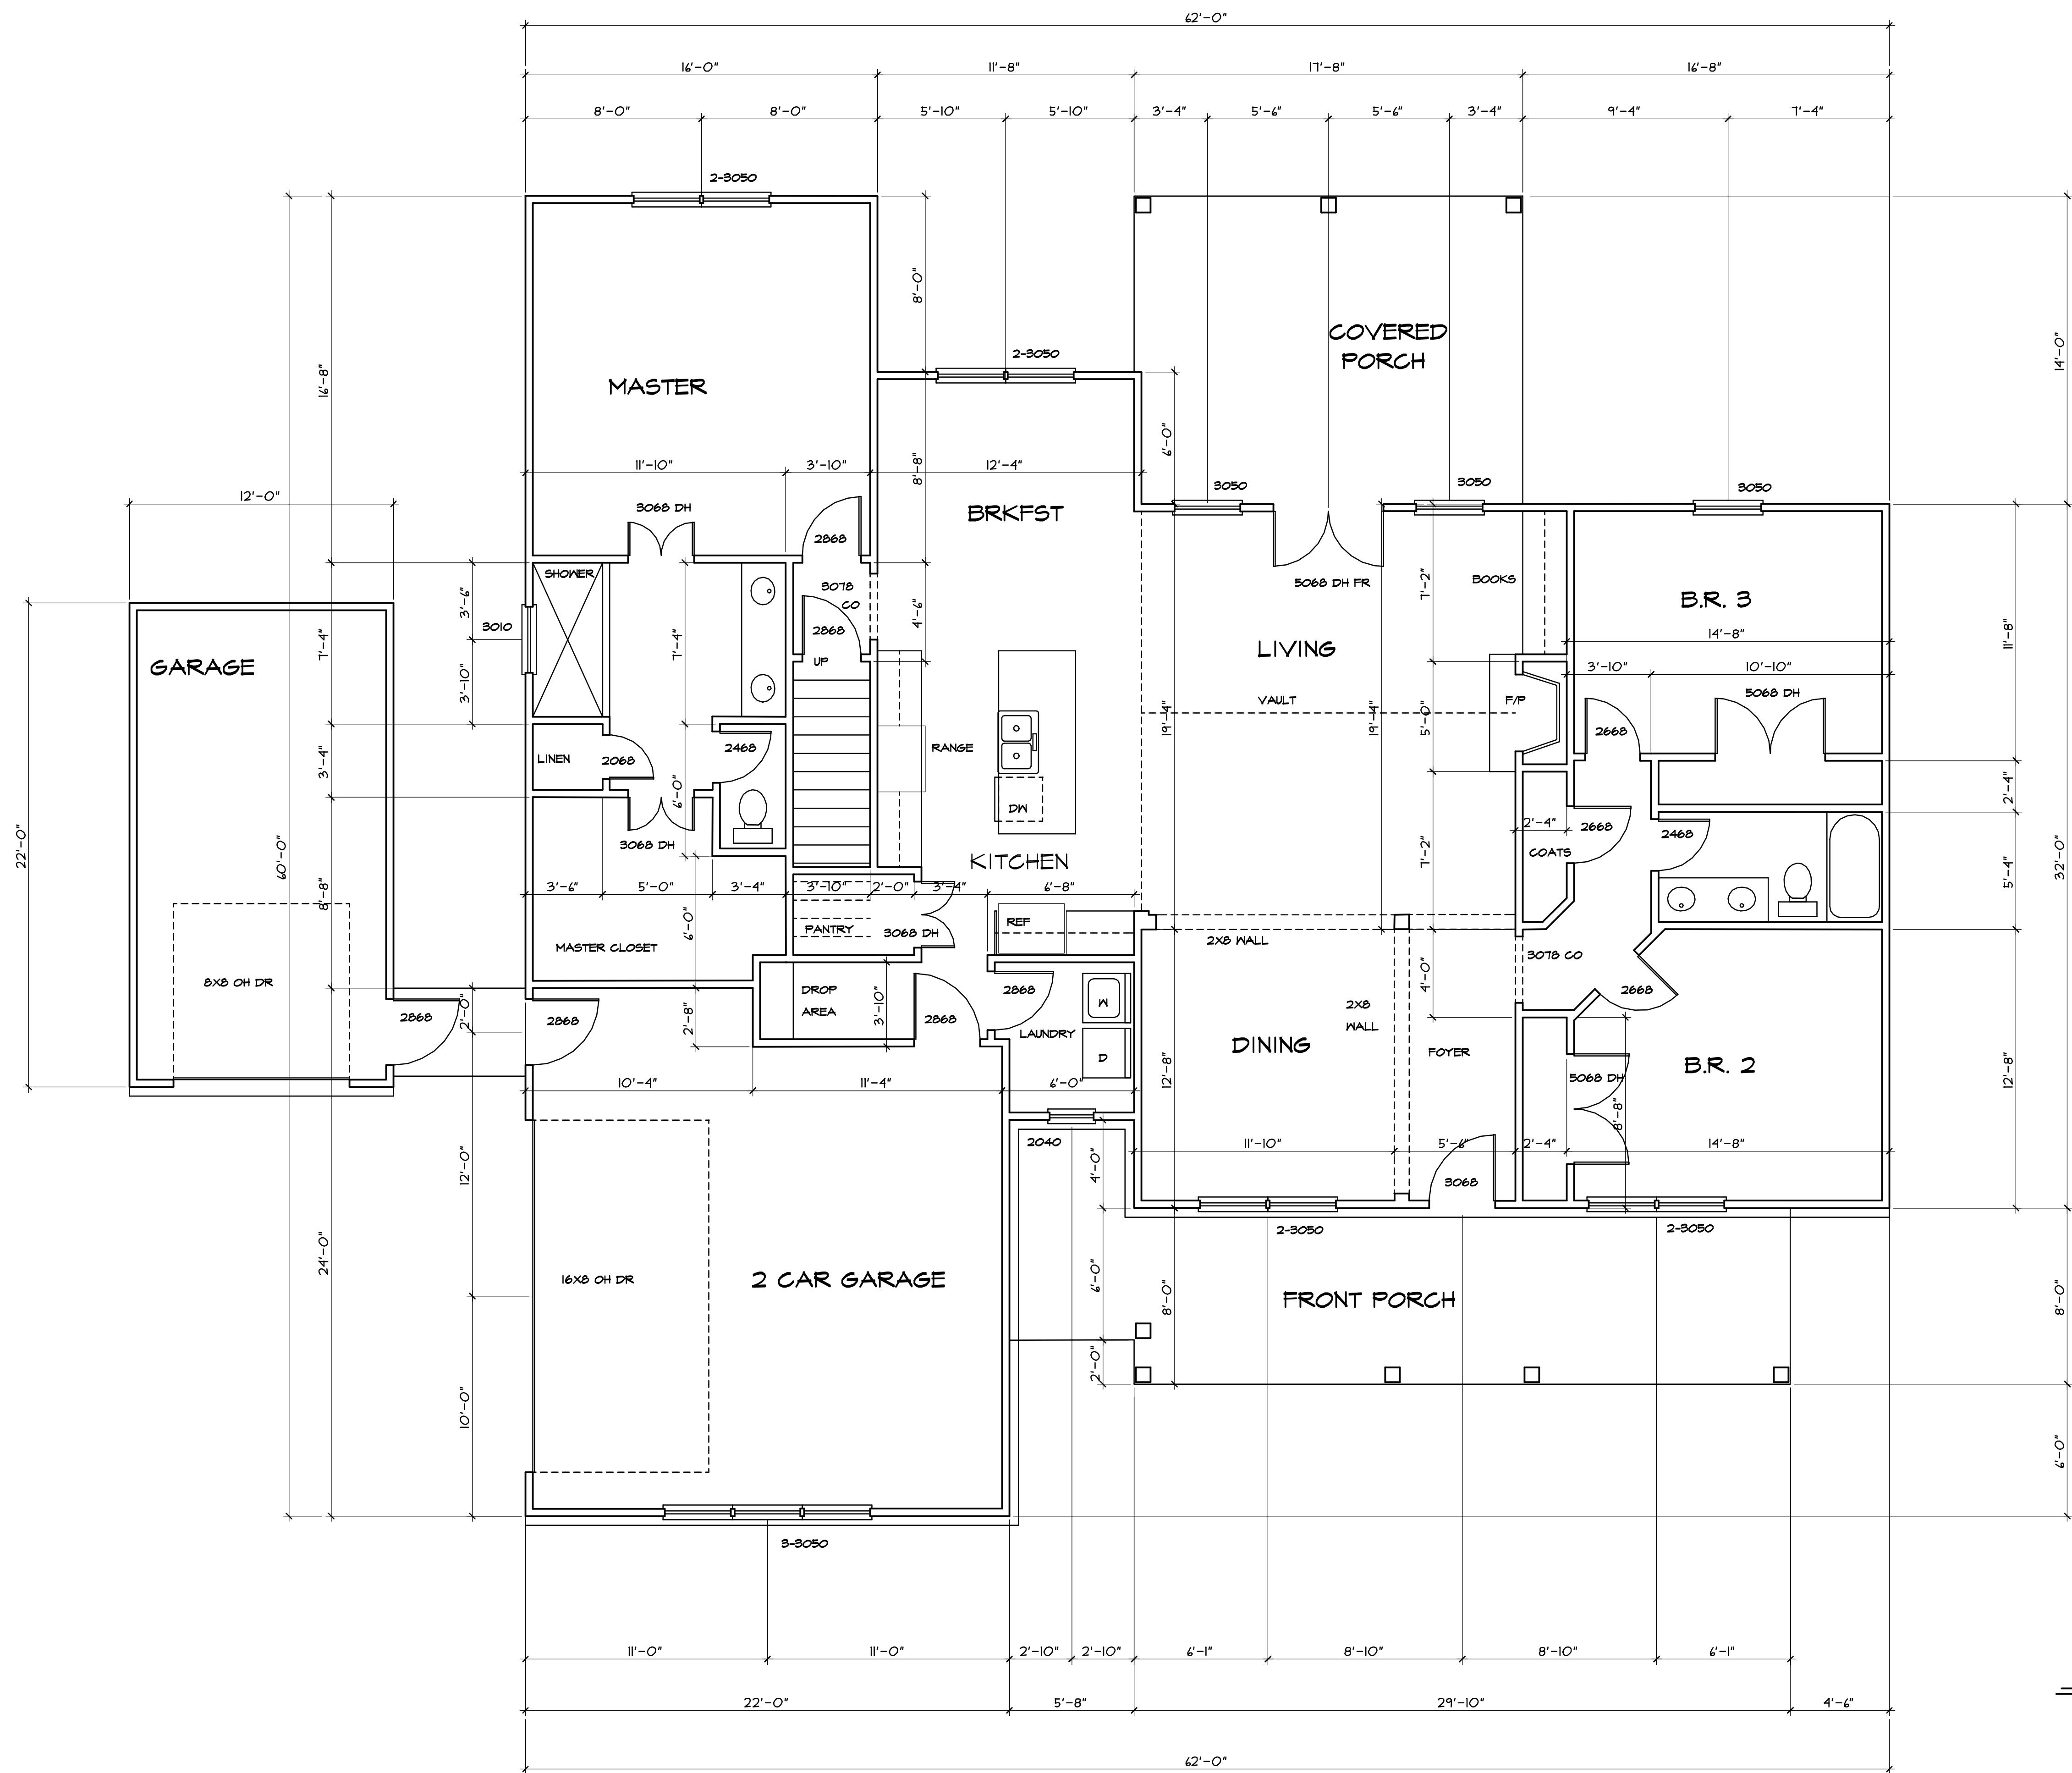 62'-0"
16'-0" 11'-8" 17'-8" 16'-8"
8'-0" 8'-0" 5'-10" 5'-10" 3'-4" 5'-6" 5'-6" 3'-4" 9'-4" 7'-4"
2-3050
8'-0"
COVERED
PORCH
14'-0"
2-3050
MASTER
16'-8"
6'-0"
11'-10" 3'-10" 8'-8" 12'-4"
3050 3050 3050
12'-0"
3068 DH
BRKFST
2868
SHOWER
3078
CO
5068 DH FR
7'-2"
BOOKS
B.R. 3
3'-6"
4'-6"
3010
2868
7'-4"
7'-4"
GARAGE
UP
LIVING
14'-8"
11'-8"
3'-10"
3'-10" 10'-10"
5068 DH
VAULT
F/P
19'-4"
19'-4"
5'-0"
LINEN
2068
2468
RANGE
2668
3'-4"
6'-0"
DW
2'-4"
22'-0"
60'-0"
3068 DH
KITCHEN
7'-2"
2'-4"
2668
2468
COATS
5'-4"
32'-0"
8'-8"
3'-6" 5'-0" 3'-4" 3'-10" 2'-0" 3'-4" 6'-8"
6'-0"
PANTRY
3068 DH
REF
MASTER CLOSET
2X8 WALL
3078 CO
8X8 OH DR
DROP
AREA
3'-10"
2868
W
2X8
WALL
4'-0"
2668
2868
2'-0"
2868
2'-8"
2868
LAUNDRY
D
DINING
FOYER
B.R. 2
12'-8"
12'-8"
5068 DH
10'-4" 11'-4" 6'-0"
8'-8"
2040
11'-10" 5'-6" 2'-4" 14'-8"
12'-0"
4'-0"
3068
2-3050
2-3050
24'-0"
16X8 OH DR
2 CAR GARAGE
6'-0"
8'-0"
FRONT PORCH
8'-0"
2'-0"
10'-0"
6'-0"
3-3050
11'-0" 11'-0" 2'-10" 2'-10" 6'-1" 8'-10" 8'-10" 6'-1"
22'-0" 5'-8" 29'-10" 4'-6"
62'-0"